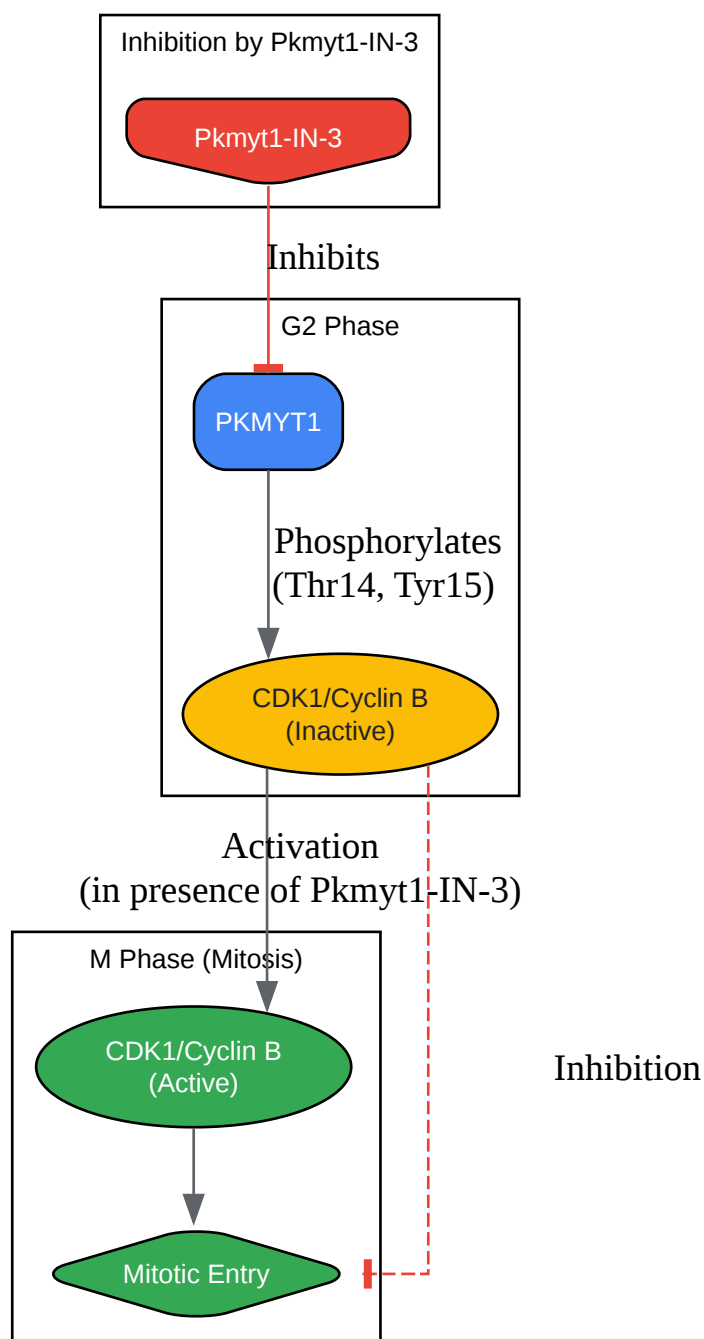 Inhibition by Pkmyt1-IN-3
Pkmyt1-IN-3
Inhibits
G2 Phase
PKMYT1
Phosphorylates
(Thr14, Tyr15)
CDK1/Cyclin B
(Inactive)
Activation
(in presence of Pkmyt1-IN-3)
M Phase (Mitosis)
CDK1/Cyclin B
(Active)
Inhibition
Mitotic Entry